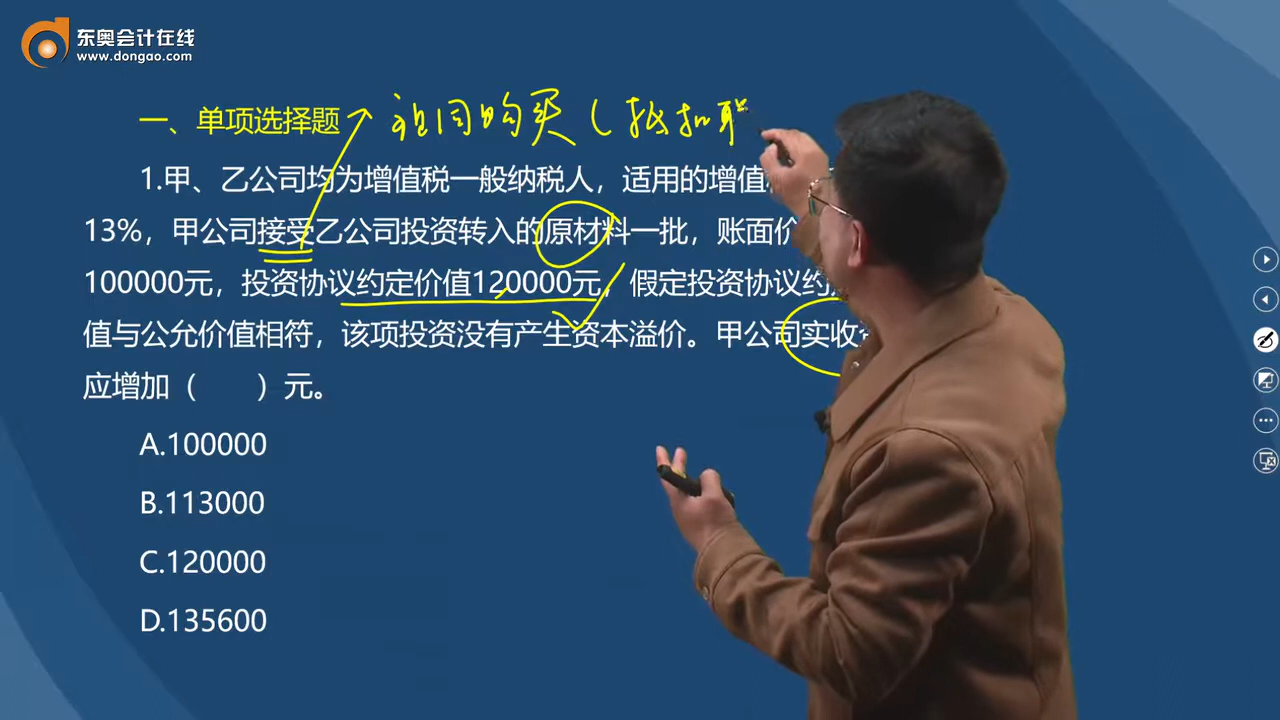 东奥会计在线
www.dongao.com
一、单项选择题
视同购买（抵扣联
1.甲、乙公司均为增值税一般纳税人，适用的增值
13%，甲公司接受乙公司投资转入的原材料一批，账面价
100000元，投资协议约定价值120000元，假定投资协议约
值与公允价值相符，该项投资没有产生资本溢价。甲公司实收
应增加（　　）元。
A.100000
B.113000
C.120000
D.135600